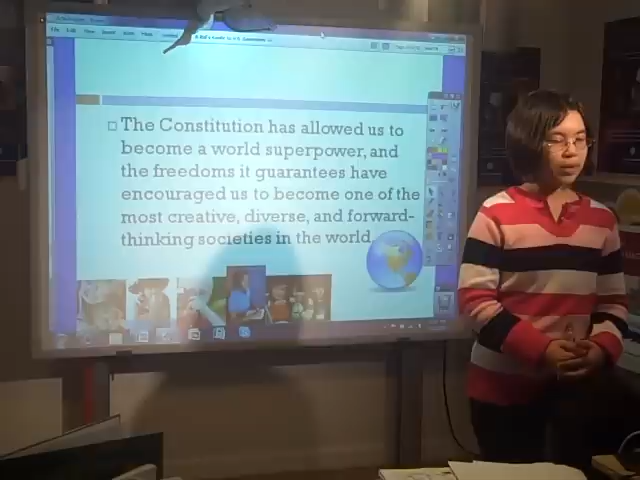 The Constitution has allowed us to
become a world superpower, and
the freedoms it guarantees have
encouraged us to become one of the
most creative, diverse, and forward-
thinking societies in the world.